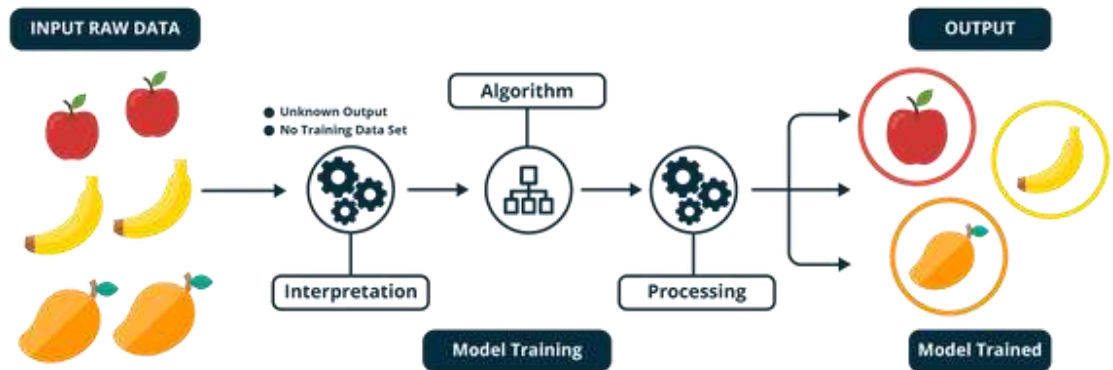 INPUT RAW DATA
OUTPUT
Algorithm
● Unknown Output
● No Training Data Set
Interpretation
Processing
Model Training
Model Trained